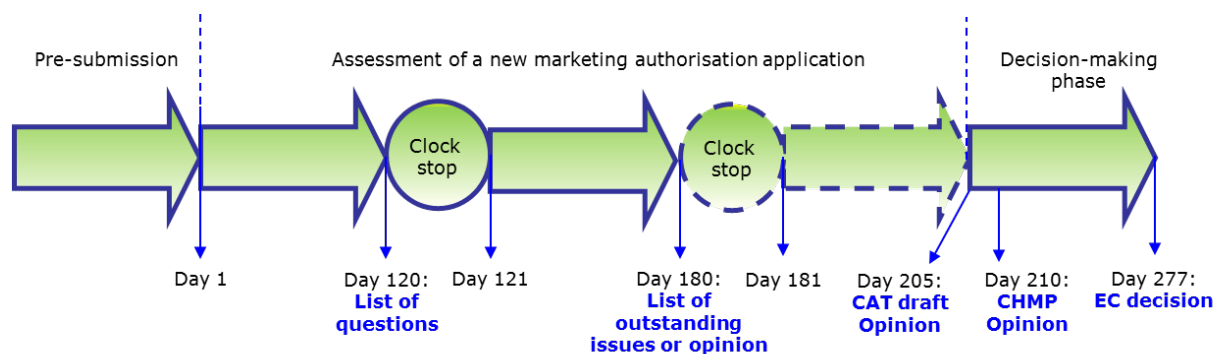 Pre-submission
Assessment of a new marketing authorisation application
Decision-making
phase
Clock
stop
Clock
stop
Day 1
Day 120:
List of
questions
Day 121
Day 180:
List of
outstanding
issues or opinion
Day 181
Day 205:
CAT draft
Opinion
Day 210:
CHMP
Opinion
Day 277:
EC decision